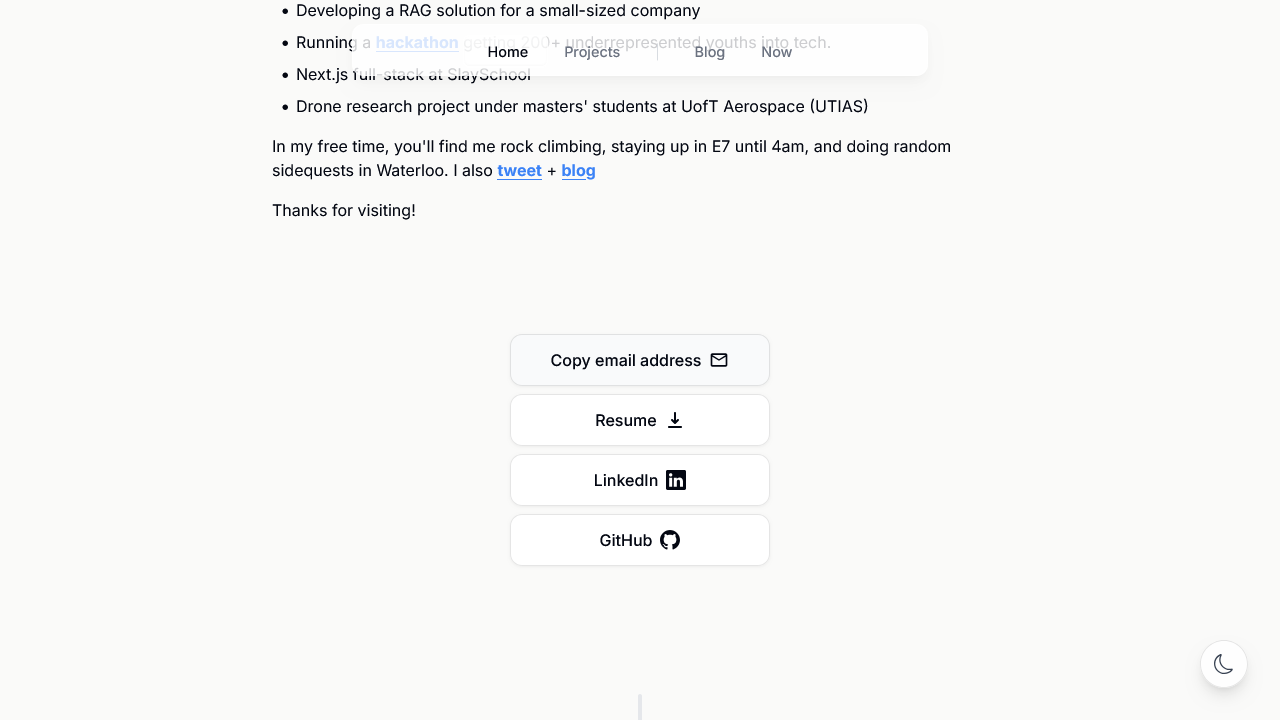 • Developing a RAG solution for a small-sized company
• Running a hackathon getting 200+ underrepresented youths into tech.
Home Projects Blog Now
• Next.js full-stack at SlaySchool
• Drone research project under masters' students at UofT Aerospace (UTIAS)
In my free time, you'll find me rock climbing, staying up in E7 until 4am, and doing random
sidequests in Waterloo. I also tweet + blog
Thanks for visiting!
Copy email address
Resume
LinkedIn
GitHub